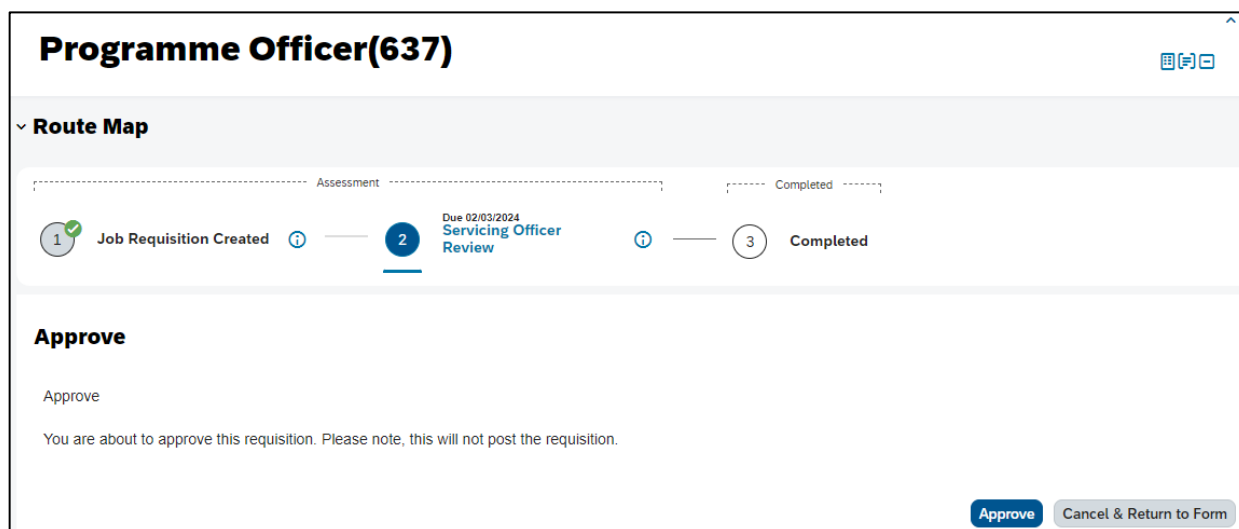 Programme Officer(637)
Route Map
Assessment
Completed
1
Job Requisition Created
2
Due 02/03/2024
Servicing Officer
Review
3
Completed
Approve
Approve
You are about to approve this requisition. Please note, this will not post the requisition.
Approve
Cancel & Return to Form